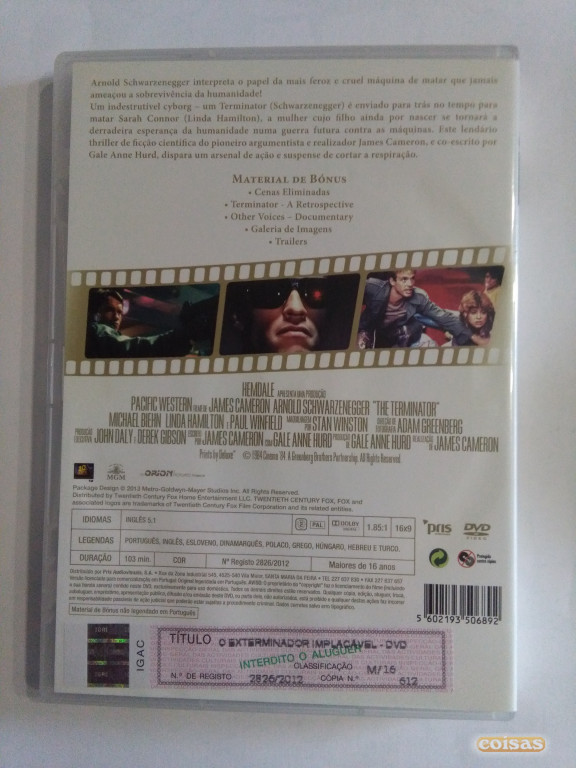 Arnold Schwarzenegger interpreta o papel da mais feroz e cruel máquina de matar que jamais
ameaçou a sobrevivência da humanidade!
Um indestrutível cyborg – um Terminator (Schwarzenegger) é enviado para trás no tempo para
matar Sarah Connor (Linda Hamilton), a mulher cujo filho ainda por nascer se tornará a
derradeira esperança da humanidade numa guerra futura contra as máquinas. Este lendário
thriller de ficção científica do pioneiro argumentista e realizador James Cameron, e co-escrito por
Gale Anne Hurd, dispara um arsenal de ação e suspense de cortar a respiração.
MATERIAL DE BÓNUS
• Cenas Eliminadas
• Terminator - A Retrospective
• Other Voices – Documentary
• Galeria de Imagens
• Trailers
HEMDALE APRESENTA UMA PRODUÇÃO
PACIFIC WESTERN JAMES CAMERON ARNOLD SCHWARZENEGGER "THE TERMINATOR"
MICHAEL BIEHN LINDA HAMILTON E PAUL WINFIELD STAN WINSTON ADAM GREENBERG
JOHN DALY E DEREK GIBSON JAMES CAMERON COM GALE ANNE HURD GALE ANNE HURD JAMES CAMERON
Prints by Deluxe © 1984 Cinema '84 A Greenberg Brothers Partnership, All Rights Reserved.
MGM
ORION
Package Design © 2013 Metro-Goldwyn-Mayer Studios Inc. All Rights Reserved.
Distributed by Twentieth Century Fox Home Entertainment LLC. TWENTIETH CENTURY FOX, FOX and
associated logos are trademarks of Twentieth Century Fox Film Corporation and its related entities.
IDIOMAS INGLÊS 5.1 PAL DOLBY 1.85:1 16x9
LEGENDAS PORTUGUÊS, INGLÊS, ESLOVENO, DINAMARQUÊS, POLACO, GREGO, HÚNGARO, HEBREU E TURCO.
DURAÇÃO 103 min. COR Nº Registo 2826/2012 Maiores de 16 anos
pris DVD VIDEO
Material de Bónus não legendado em Português
5 602193 506892
IGAC
IGAC
TÍTULO O EXTERMINADOR IMPLACÁVEL - DVD
INTERDITO O ALUGUER
CLASSIFICAÇÃO M/16
N.º DE REGISTO 2826/2012 CÓPIA N.º 612
coisas